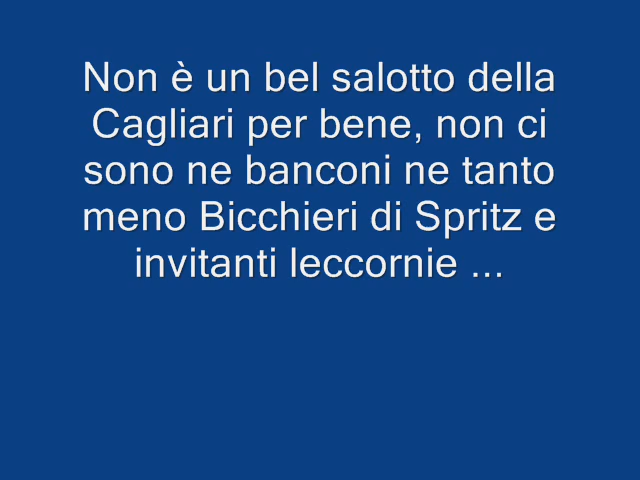 Non è un bel salotto della
Cagliari per bene, non ci
sono ne banconi ne tanto
meno Bicchieri di Spritz e
invitanti leccornie ...